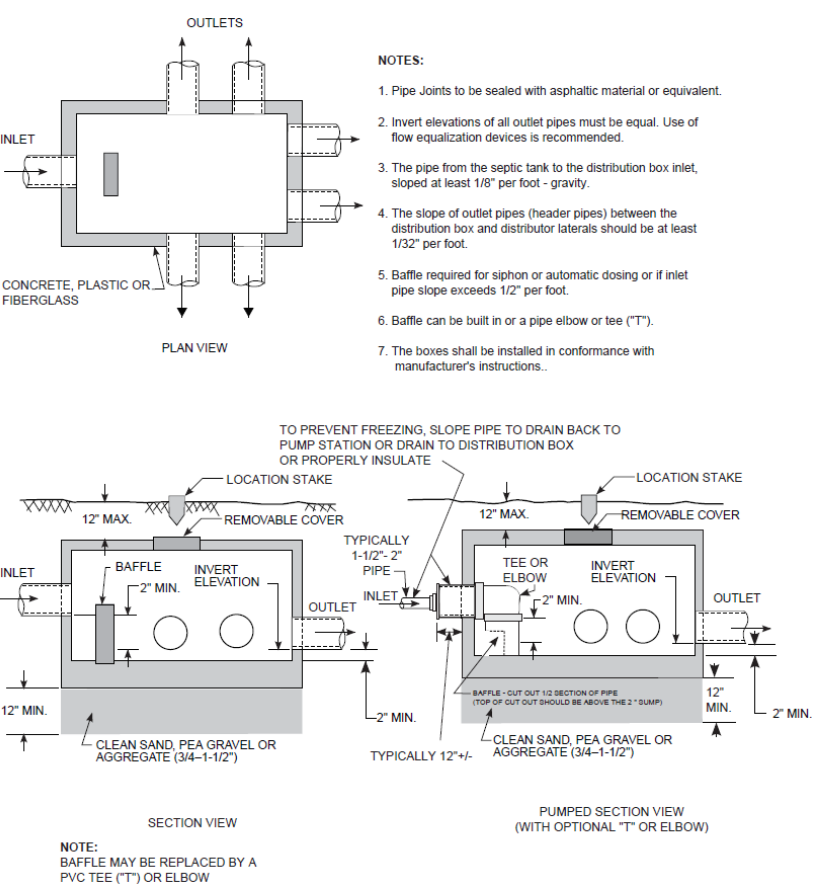 OUTLETS
INLET
CONCRETE, PLASTIC OR
FIBERGLASS
PLAN VIEW
NOTES:
1. Pipe Joints to be sealed with asphaltic material or equivalent.
2. Invert elevations of all outlet pipes must be equal. Use of
flow equalization devices is recommended.
3. The pipe from the septic tank to the distribution box inlet,
sloped at least 1/8" per foot - gravity.
4. The slope of outlet pipes (header pipes) between the
distribution box and distributor laterals should be at least
1/32" per foot.
5. Baffle required for siphon or automatic dosing or if inlet
pipe slope exceeds 1/2" per foot.
6. Baffle can be built in or a pipe elbow or tee ("T").
7. The boxes shall be installed in conformance with
manufacturer's instructions..
TO PREVENT FREEZING, SLOPE PIPE TO DRAIN BACK TO
PUMP STATION OR DRAIN TO DISTRIBUTION BOX
OR PROPERLY INSULATE
LOCATION STAKE
12" MAX.
REMOVABLE COVER
INLET
BAFFLE
2" MIN.
INVERT
ELEVATION
OUTLET
12" MIN.
2" MIN.
CLEAN SAND, PEA GRAVEL OR
AGGREGATE (3/4–1-1/2")
SECTION VIEW
NOTE:
BAFFLE MAY BE REPLACED BY A
PVC TEE ("T") OR ELBOW
LOCATION STAKE
12" MAX.
REMOVABLE COVER
TYPICALLY
1-1/2"- 2"
PIPE
INLET
TEE OR
ELBOW
2" MIN.
INVERT
ELEVATION
OUTLET
BAFFLE - CUT OUT 1/2 SECTION OF PIPE
(TOP OF CUT OUT SHOULD BE ABOVE THE 2 " SUMP)
12"
MIN.
2" MIN.
TYPICALLY 12"+/-
CLEAN SAND, PEA GRAVEL OR
AGGREGATE (3/4–1-1/2")
PUMPED SECTION VIEW
(WITH OPTIONAL "T" OR ELBOW)